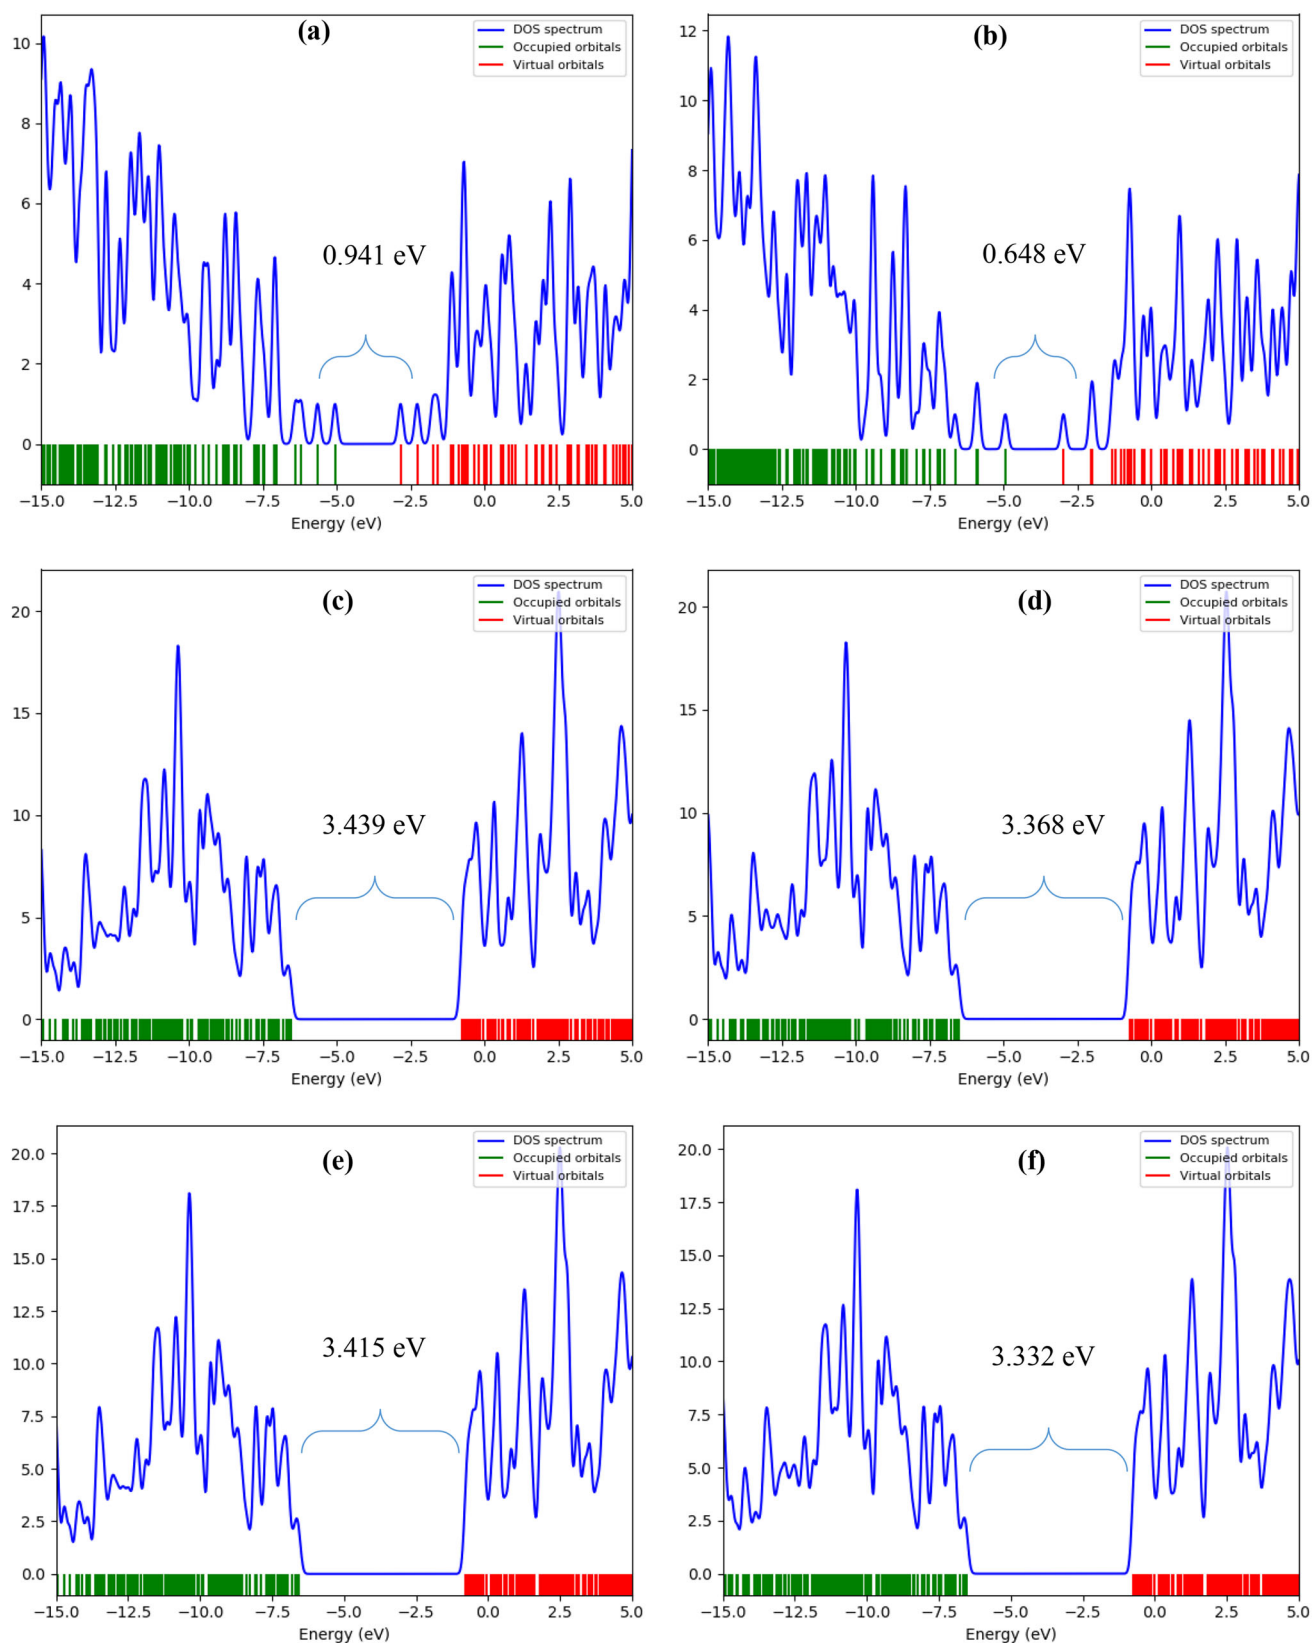 (a)
DOS spectrum
Occupied orbitals
Virtual orbitals
0.941 eV
10
8
6
4
2
0
−15.0 −12.5 −10.0 −7.5 −5.0 −2.5 0.0 2.5 5.0
Energy (eV)
(b)
DOS spectrum
Occupied orbitals
Virtual orbitals
0.648 eV
12
10
8
6
4
2
0
−15.0 −12.5 −10.0 −7.5 −5.0 −2.5 0.0 2.5 5.0
Energy (eV)
(c)
DOS spectrum
Occupied orbitals
Virtual orbitals
3.439 eV
20
15
10
5
0
−15.0 −12.5 −10.0 −7.5 −5.0 −2.5 0.0 2.5 5.0
Energy (eV)
(d)
DOS spectrum
Occupied orbitals
Virtual orbitals
3.368 eV
20
15
10
5
0
−15.0 −12.5 −10.0 −7.5 −5.0 −2.5 0.0 2.5 5.0
Energy (eV)
(e)
DOS spectrum
Occupied orbitals
Virtual orbitals
3.415 eV
20.0
17.5
15.0
12.5
10.0
7.5
5.0
2.5
0.0
−15.0 −12.5 −10.0 −7.5 −5.0 −2.5 0.0 2.5 5.0
Energy (eV)
(f)
DOS spectrum
Occupied orbitals
Virtual orbitals
3.332 eV
20.0
17.5
15.0
12.5
10.0
7.5
5.0
2.5
0.0
−15.0 −12.5 −10.0 −7.5 −5.0 −2.5 0.0 2.5 5.0
Energy (eV)